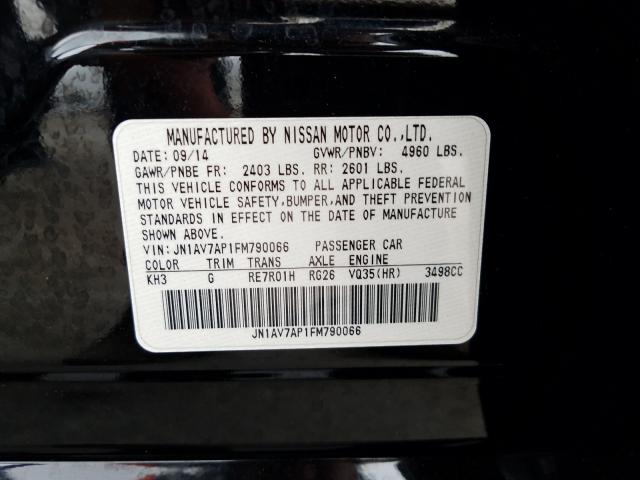 MANUFACTURED BY NISSAN MOTOR CO.,LTD.
DATE: 09/14 GVWR/PNBV: 4960 LBS.
GAWR/PNBE FR: 2403 LBS. RR: 2601 LBS.
THIS VEHICLE CONFORMS TO ALL APPLICABLE FEDERAL
MOTOR VEHICLE SAFETY, BUMPER, AND THEFT PREVENTION
STANDARDS IN EFFECT ON THE DATE OF MANUFACTURE
SHOWN ABOVE.
VIN: JN1AV7AP1FM790066 PASSENGER CAR
COLOR TRIM TRANS AXLE ENGINE
KH3 G RE7R01H RG26 VQ35(HR) 3498CC
JN1AV7AP1FM790066